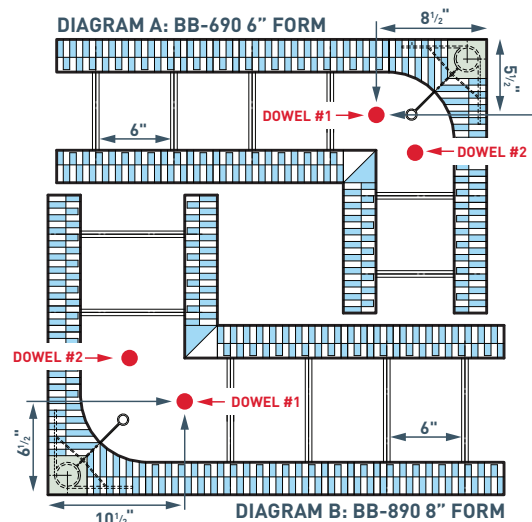 DIAGRAM A: BB-690 6” FORM
8½"
5½"
DOWEL #1
6"
DOWEL #2
DOWEL #2
DOWEL #1
6½"
6"
10½"
DIAGRAM B: BB-890 8” FORM